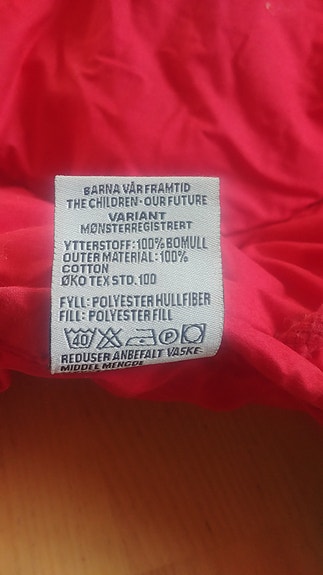 BARNA VÅR FRAMTID
THE CHILDREN - OUR FUTURE
VARIANT
MØNSTERREGISTRERT
YTTERSTOFF: 100% BOMULL
OUTER MATERIAL: 100%
COTTON
ØKO TEX STD. 100
FYLL: POLYESTER HULLFIBER
FILL: POLYESTER FILL
40 P
REDUSER ANBEFALT VASKE-
MIDDEL MENGDE